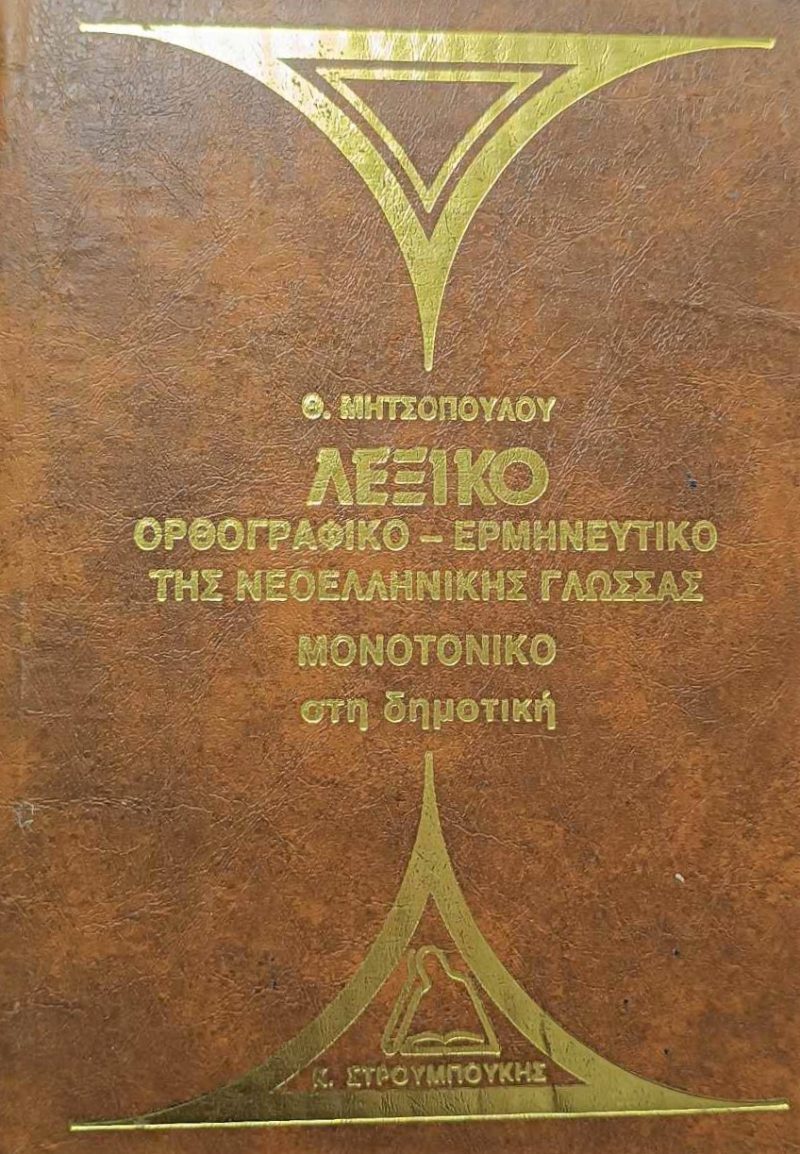 Θ. ΜΗΤΣΟΠΟΥΛΟΥ
ΛΕΞΙΚΟ
ΟΡΘΟΓΡΑΦΙΚΟ – ΕΡΜΗΝΕΥΤΙΚΟ
ΤΗΣ ΝΕΟΕΛΛΗΝΙΚΗΣ ΓΛΩΣΣΑΣ
ΜΟΝΟΤΟΝΙΚΟ
στη δημοτική
Κ. ΣΤΡΟΥΜΠΟΥΚΗΣ